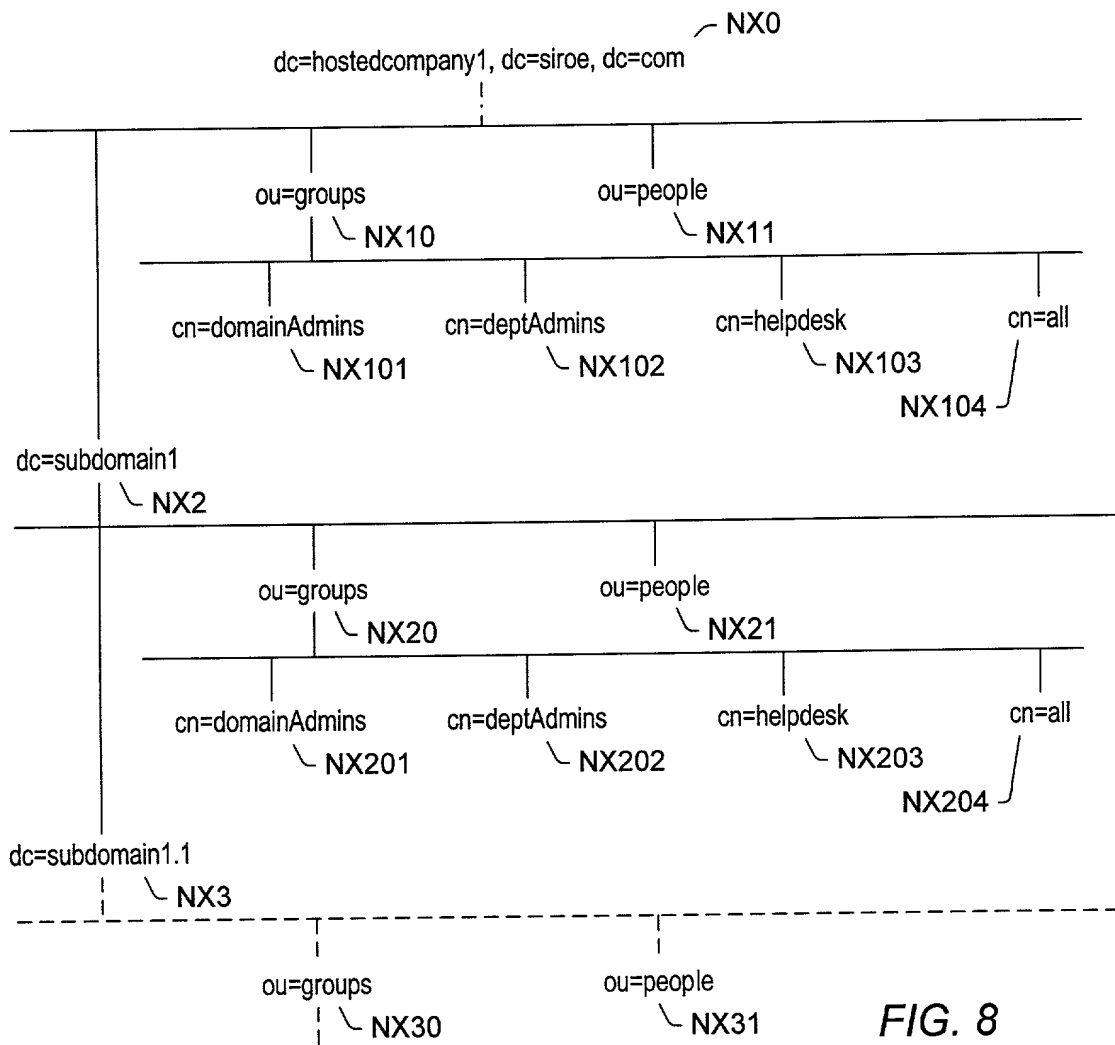 NX0
dc=hostedcompany1, dc=siroe, dc=com
ou=groups ou=people
NX10 NX11
cn=domainAdmins cn=deptAdmins cn=helpdesk cn=all
NX101 NX102 NX103
NX104
dc=subdomain1
NX2
ou=groups ou=people
NX20 NX21
cn=domainAdmins cn=deptAdmins cn=helpdesk cn=all
NX201 NX202 NX203
NX204
dc=subdomain1.1
NX3
ou=groups ou=people
NX30 NX31
FIG. 8